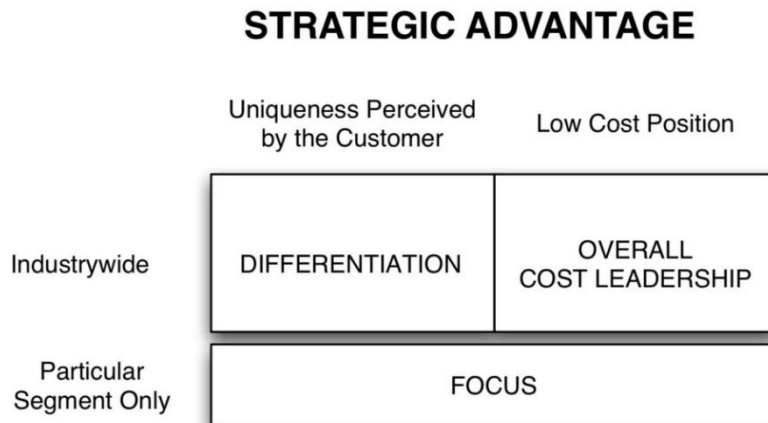 STRATEGIC ADVANTAGE
Uniqueness Perceived
by the Customer
Low Cost Position
Industrywide
DIFFERENTIATION
OVERALL
COST LEADERSHIP
Particular
Segment Only
FOCUS